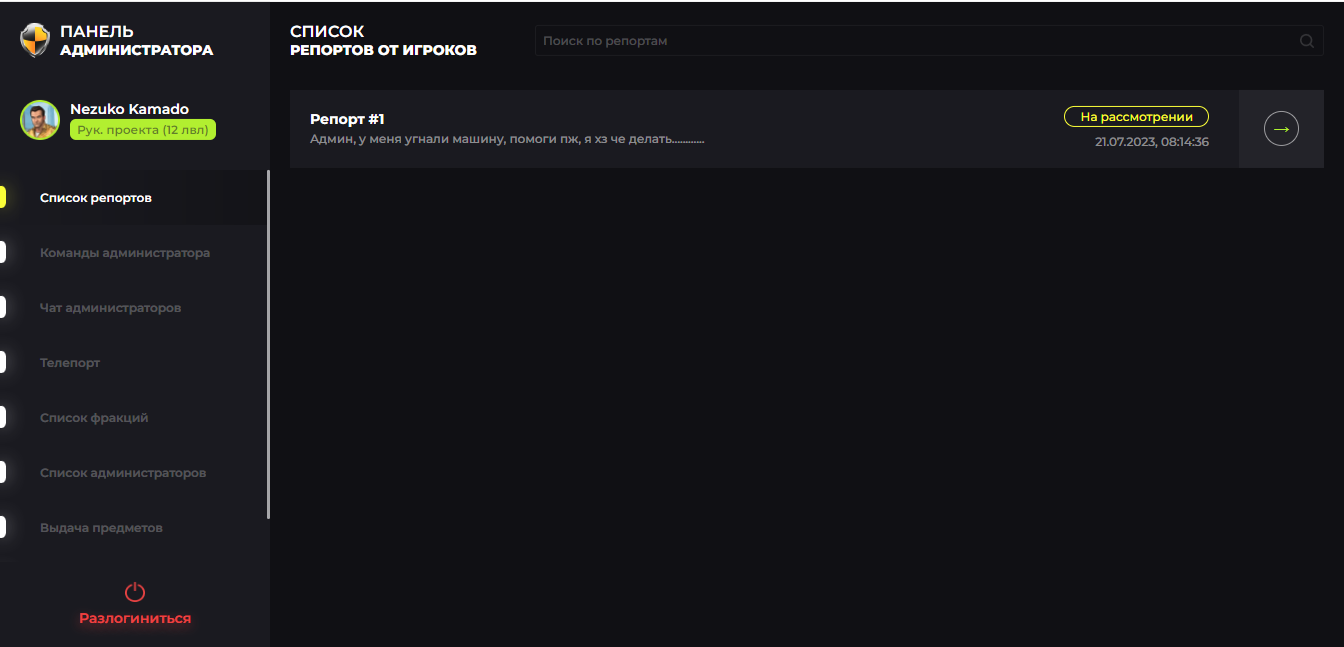 ПАНЕЛЬ
АДМИНИСТРАТОРА
Nezuko Kamado
Рук. проекта (12 лвл)
Список репортов
Команды администратора
Чат администраторов
Телепорт
Список фракций
Список администраторов
Выдача предметов
Разлогиниться
СПИСОК
РЕПОРТОВ ОТ ИГРОКОВ
Поиск по репортам
Репорт #1
Админ, у меня угнали машину, помоги пж, я хз че делать............
На рассмотрении
21.07.2023, 08:14:36